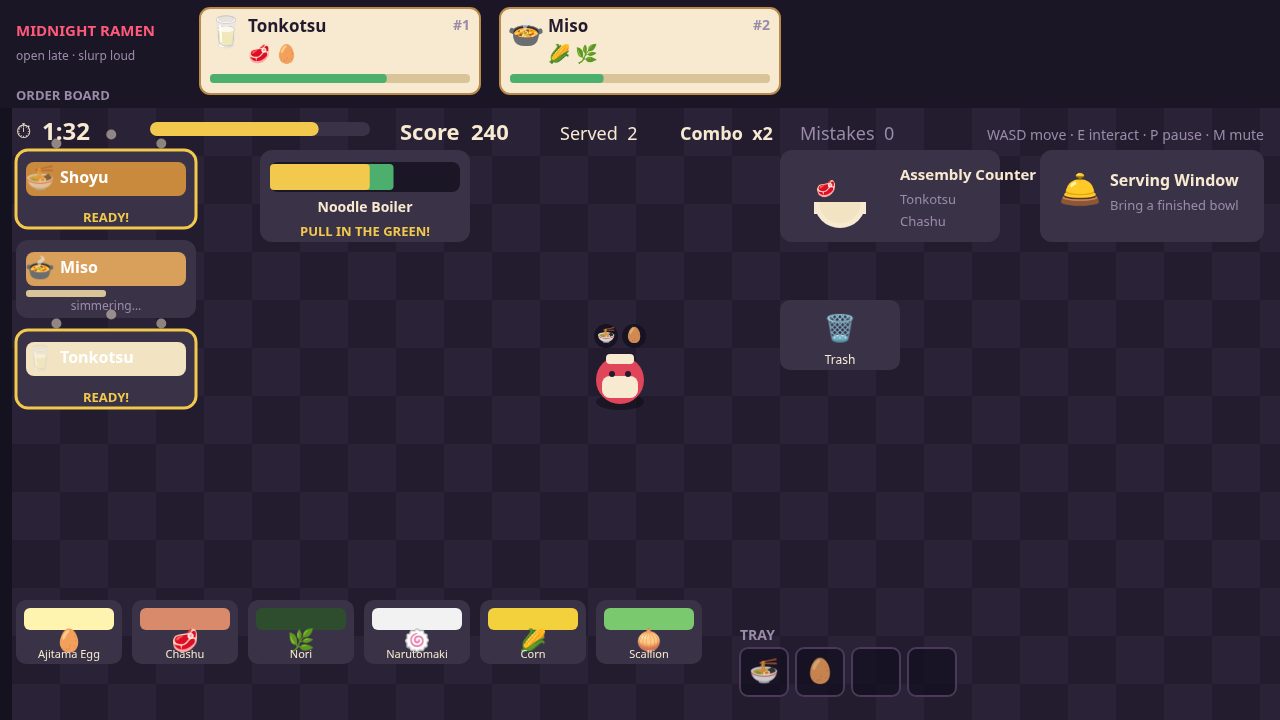 MIDNIGHT RAMEN
open late · slurp loud
ORDER BOARD
Tonkotsu #1
Miso #2
1:32
Score 240
Served 2
Combo x2
Mistakes 0
WASD move · E interact · P pause · M mute
Shoyu
READY!
Miso
simmering...
Tonkotsu
READY!
Noodle Boiler
PULL IN THE GREEN!
Assembly Counter
Tonkotsu
Chashu
Serving Window
Bring a finished bowl
Trash
Ajitama Egg
Chashu
Nori
Narutomaki
Corn
Scallion
TRAY